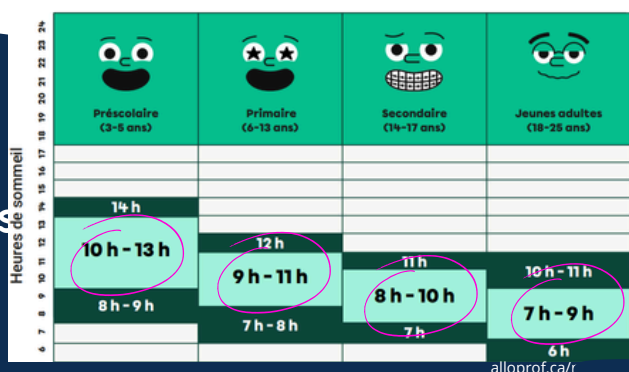 24
23
22
21
20
19
18
17
16
15
14
13
12
11
10
9
8
7
6
Heures de sommeil
Préscolaire
(3-5 ans)
Primaire
(6-13 ans)
Secondaire
(14-17 ans)
Jeunes adultes
(18-25 ans)
14 h
10 h - 13 h
8 h - 9 h
12 h
9 h - 11 h
7 h - 8 h
11 h
8 h - 10 h
7 h
10 h - 11 h
7 h - 9 h
6 h
alloprof.ca/